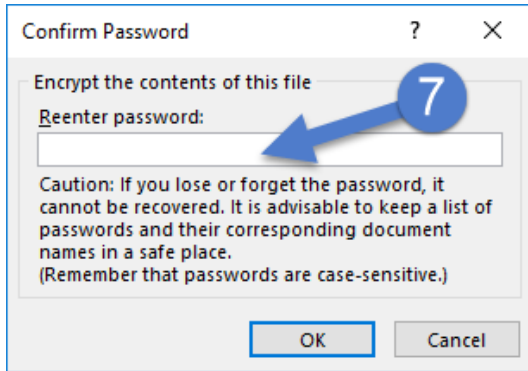 Confirm Password ?
Encrypt the contents of this file
7
Reenter password:
Caution: If you lose or forget the password, it
cannot be recovered. It is advisable to keep a list of
passwords and their corresponding document
names in a safe place.
(Remember that passwords are case-sensitive.)
OK Cancel